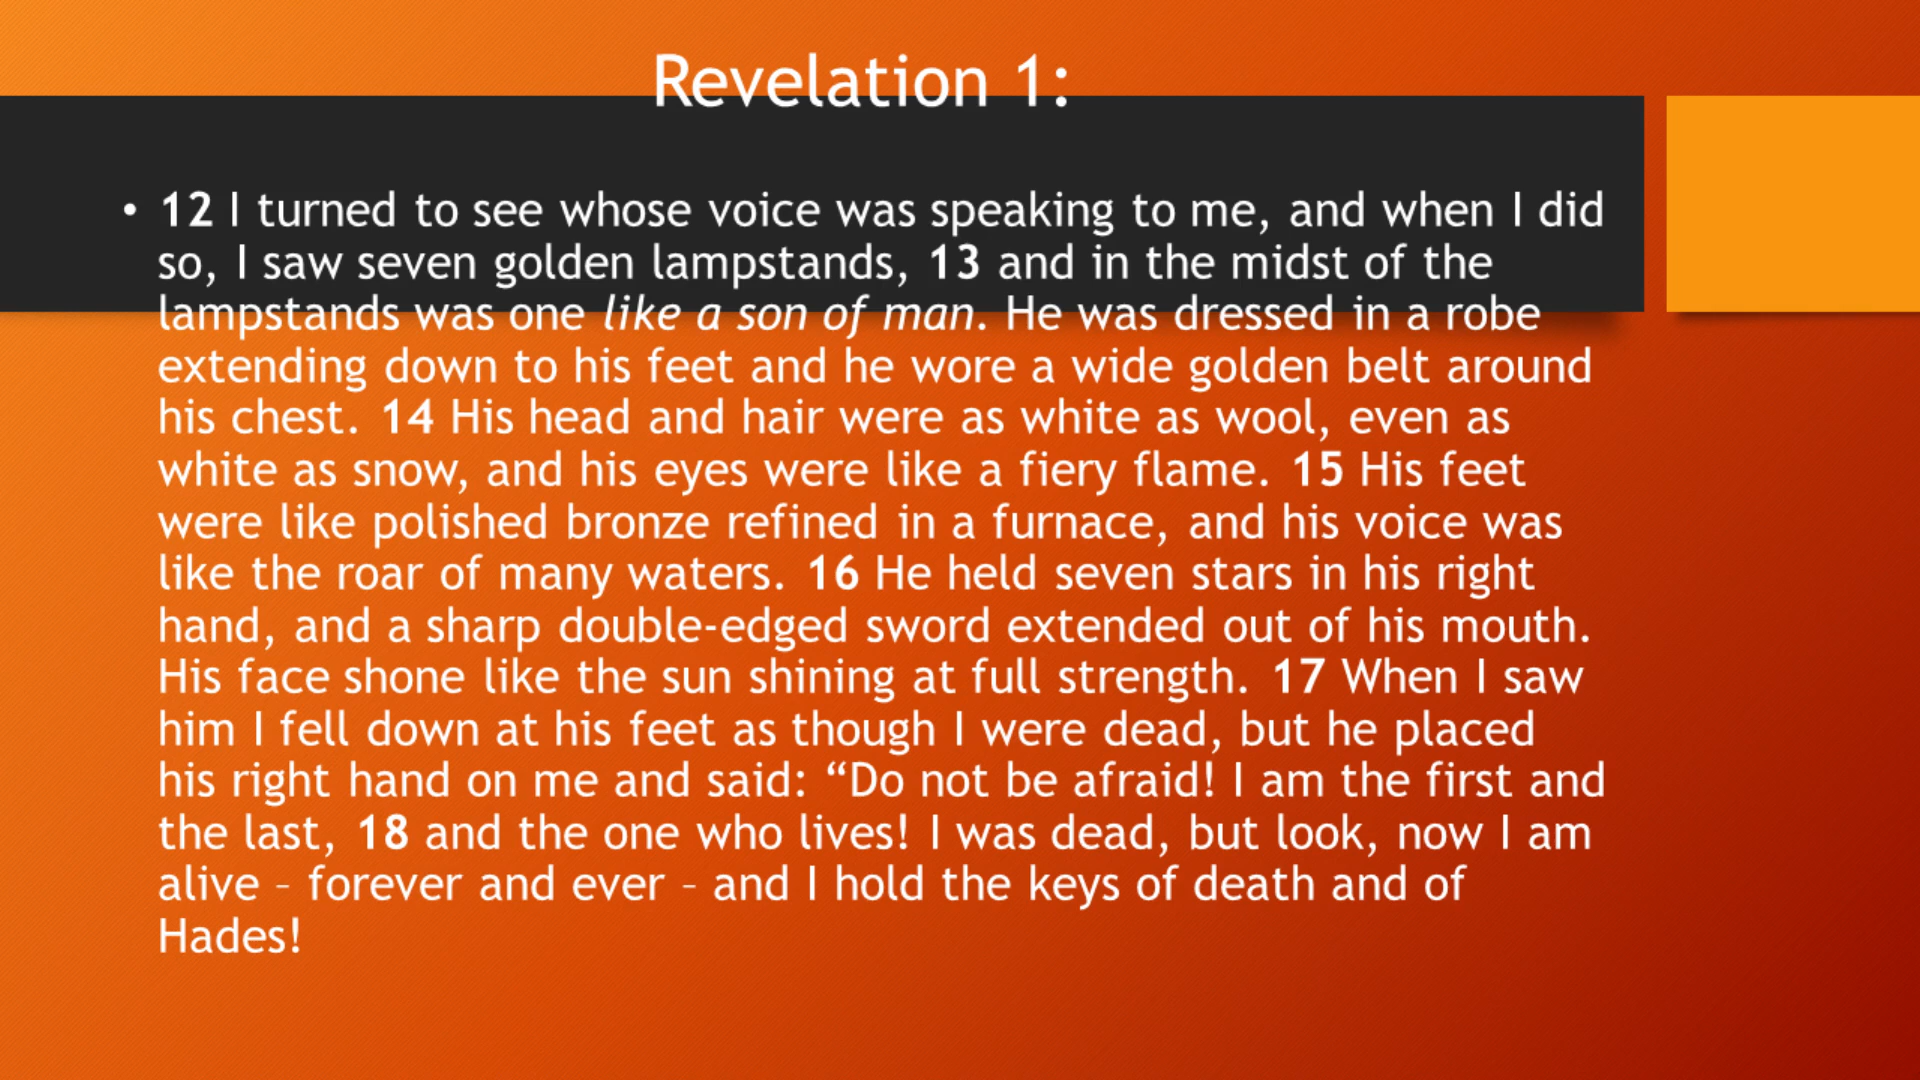 Revelation 1:
• 12 I turned to see whose voice was speaking to me, and when I did
so, I saw seven golden lampstands, 13 and in the midst of the
lampstands was one like a son of man. He was dressed in a robe
extending down to his feet and he wore a wide golden belt around
his chest. 14 His head and hair were as white as wool, even as
white as snow, and his eyes were like a fiery flame. 15 His feet
were like polished bronze refined in a furnace, and his voice was
like the roar of many waters. 16 He held seven stars in his right
hand, and a sharp double-edged sword extended out of his mouth.
His face shone like the sun shining at full strength. 17 When I saw
him I fell down at his feet as though I were dead, but he placed
his right hand on me and said: “Do not be afraid! I am the first and
the last, 18 and the one who lives! I was dead, but look, now I am
alive – forever and ever – and I hold the keys of death and of
Hades!